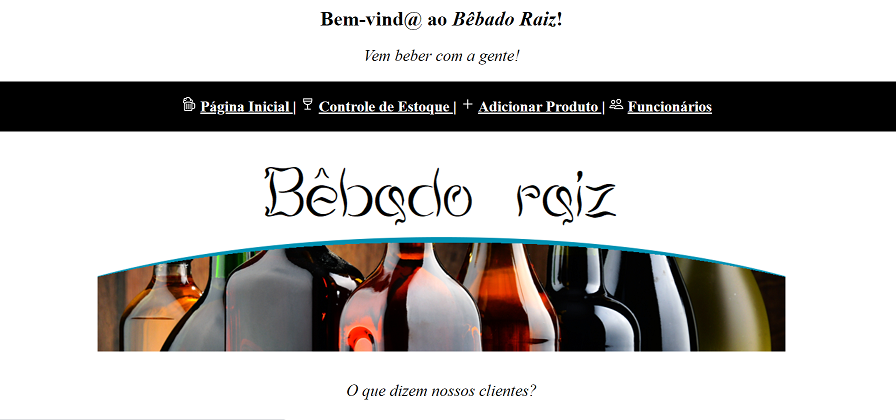 Bem-vind@ ao Bêbado Raiz!
Vem beber com a gente!
Página Inicial | Controle de Estoque | Adicionar Produto | Funcionários
Bêbado raiz
O que dizem nossos clientes?